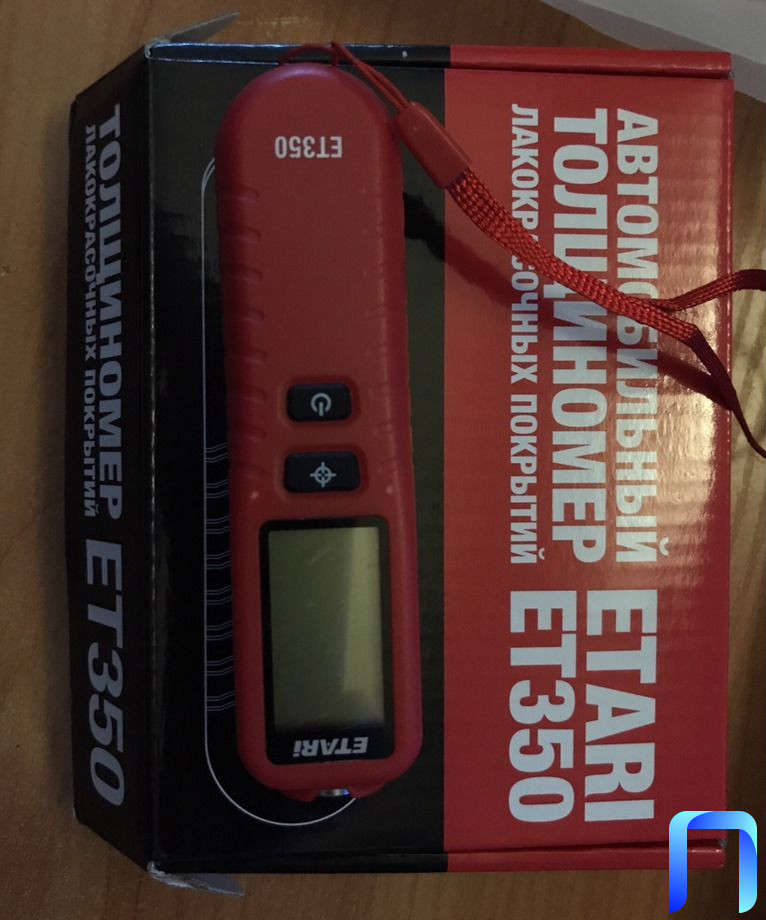 АВТОМОБИЛЬНЫЙ
ТОЛЩИНОМЕР
ЛАКОКРАСОЧНЫХ ПОКРЫТИЙ
ETARI
ET350
ТОЛЩИНОМЕР ET350
ЛАКОКРАСОЧНЫХ ПОКРЫТИЙ
ET350
ETARI